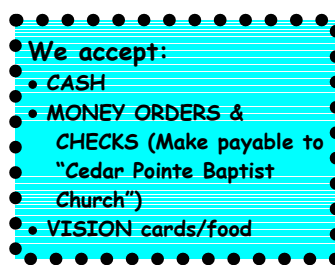 We accept:
• CASH
• MONEY ORDERS &
CHECKS (Make payable to
“Cedar Pointe Baptist
Church”)
• VISION cards/food